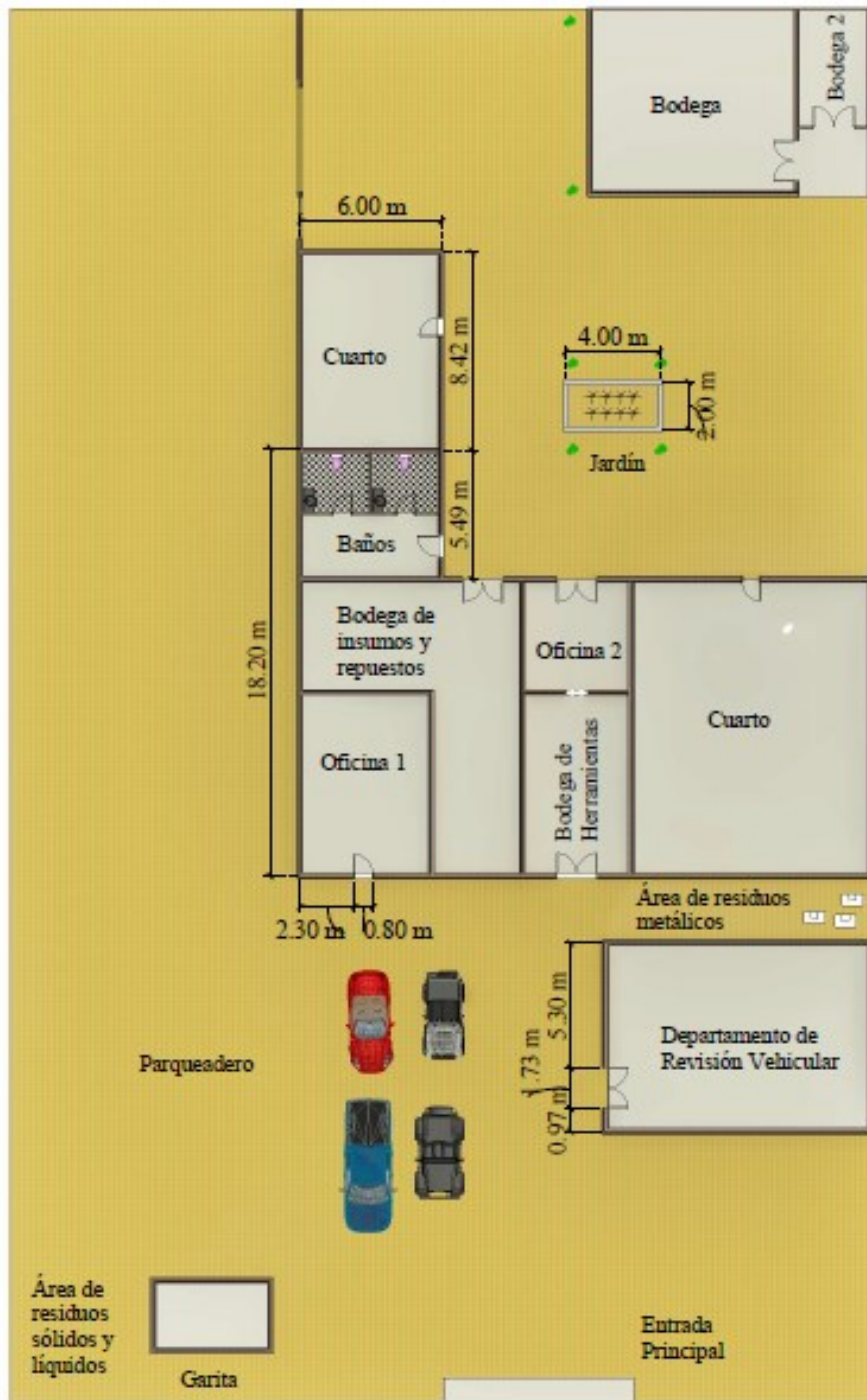 Bodega 2
Bodega
6.00 m
Cuarto
8.42 m
4.00 m
2.00 m
Jardín
5.49 m
Baños
18.20 m
Bodega de
insumos y
repuestos
Oficina 2
Cuarto
Oficina 1
Bodega de
Herramientas
2.30 m
0.80 m
Área de residuos
metálicos
5.30 m
1.73 m
0.97 m
Departamento de
Revisión Vehicular
Parqueadero
Área de
residuos
sólidos y
líquidos
Garita
Entrada
Principal